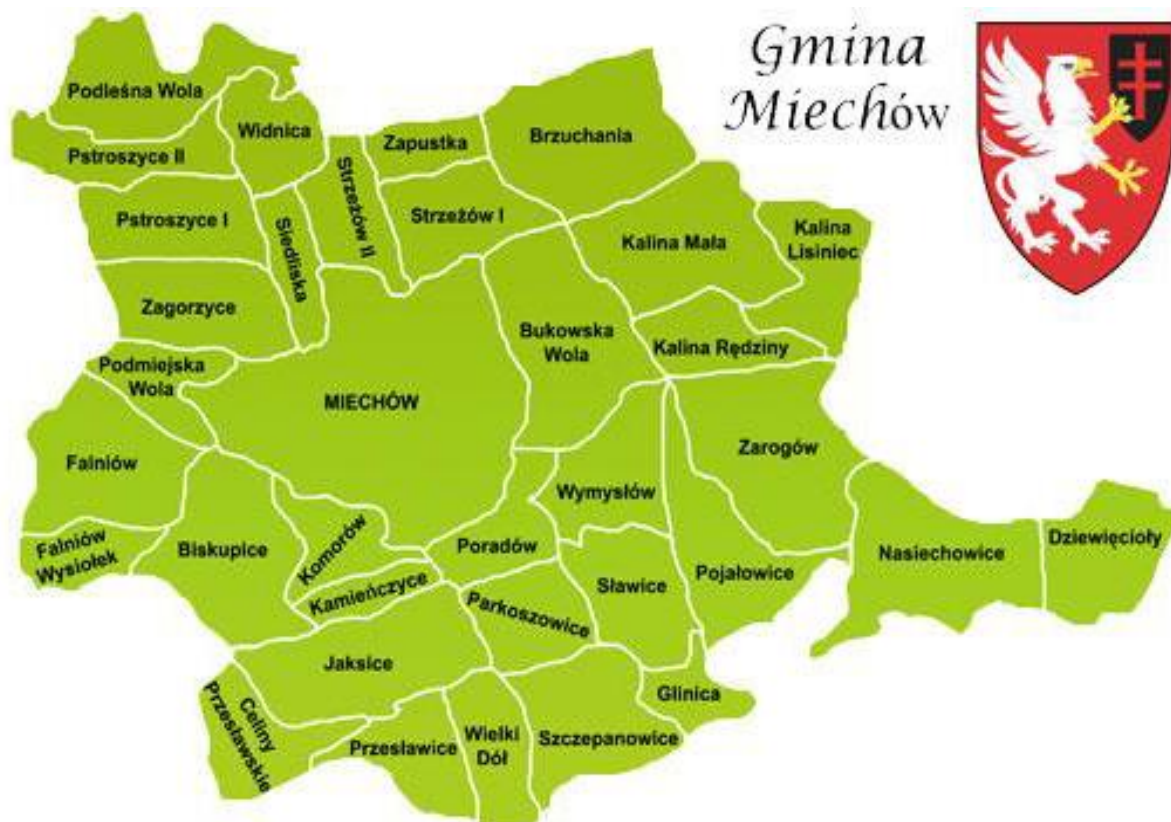 Gmina
Miechów
Podleśna Wola
Widnica
Pstroszyce II
Zapustka
Brzuchania
Pstroszyce I
Siedliska
Strzeżów II
Strzeżów I
Kalina Mała
Kalina
Lisiniec
Zagorzyce
Bukowska
Wola
Kalina Rędziny
Podmiejska
Wola
MIECHÓW
Falniów
Zarogów
Wymysłów
Falniów
Wysiołek
Biskupice
Komorów
Poradów
Nasiechowice
Dziewięcioły
Kamieńczyce
Parkoszowice
Sławice
Pojałowice
Jaksice
Glinica
Celiny
Przesławskie
Przesławice
Wielki
Dół
Szczepanowice